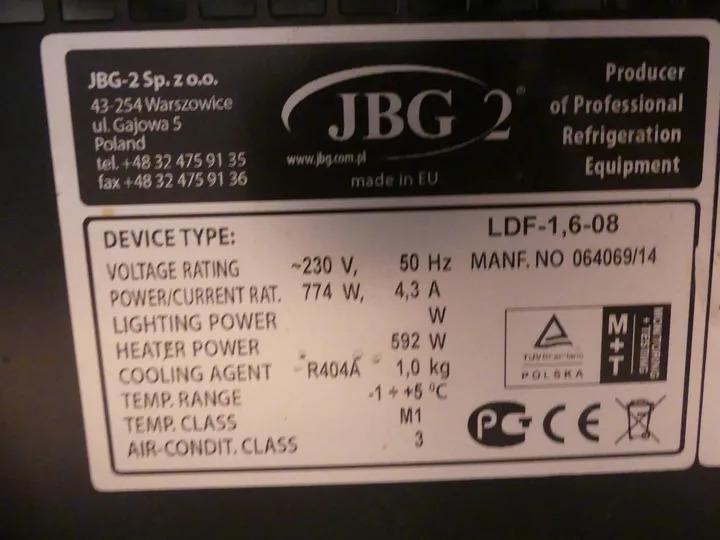 JBG-2 Sp. z o.o.
43-254 Warszowice
ul. Gajowa 5
Poland
tel. +48 32 475 91 35
fax +48 32 475 91 36
JBG 2
www.jbg.com.pl
made in EU
Producer
of Professional
Refrigeration
Equipment
DEVICE TYPE: LDF-1,6-08
VOLTAGE RATING ~230 V, 50 Hz MANF. NO 064069/14
POWER/CURRENT RAT. 774 W, 4,3 A
LIGHTING POWER W
HEATER POWER 592 W
COOLING AGENT R404A 1,0 kg
TEMP. RANGE -1 ÷ +5 °C
TEMP. CLASS M1
AIR-CONDIT. CLASS 3
POLSKA
M+T
MONITORING
+ TESTING
PG CE